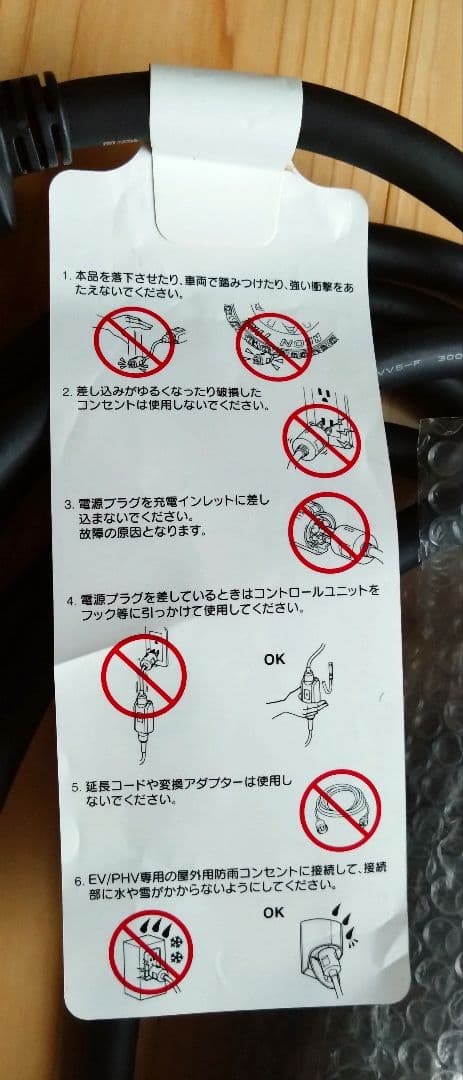 1. 本品を落下させたり、車両で踏みつけたり、強い衝撃をあ
たえないでください。
2. 差し込みがゆるくなったり破損した
コンセントは使用しないでください。
3. 電源プラグを充電インレットに差し
込まないでください。
故障の原因となります。
4. 電源プラグを差しているときはコントロールユニットを
フック等に引っかけて使用してください。
OK
5. 延長コードや変換アダプターは使用し
ないでください。
6. EV/PHV専用の屋外用防雨コンセントに接続して、接続
部に水や雪がかからないようにしてください。
OK